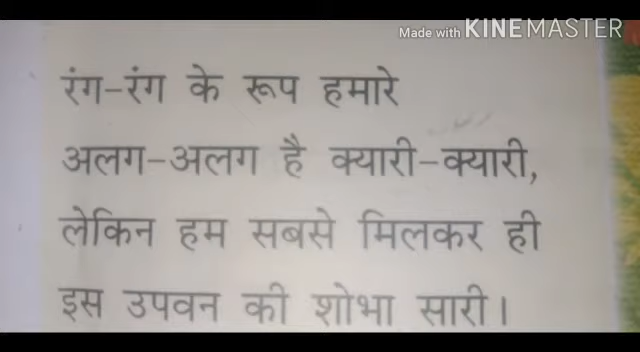 Made with KINEMASTER
रंग-रंग के रूप हमारे
अलग-अलग है क्यारी-क्यारी,
लेकिन हम सबसे मिलकर ही
इस उपवन की शोभा सारी।